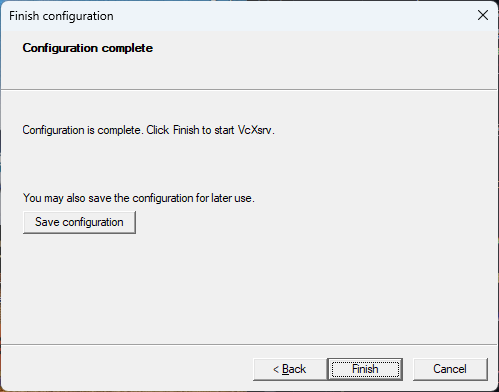 Finish configuration
Configuration complete
Configuration is complete. Click Finish to start VcXsrv.
You may also save the configuration for later use.
Save configuration
< Back
Finish
Cancel